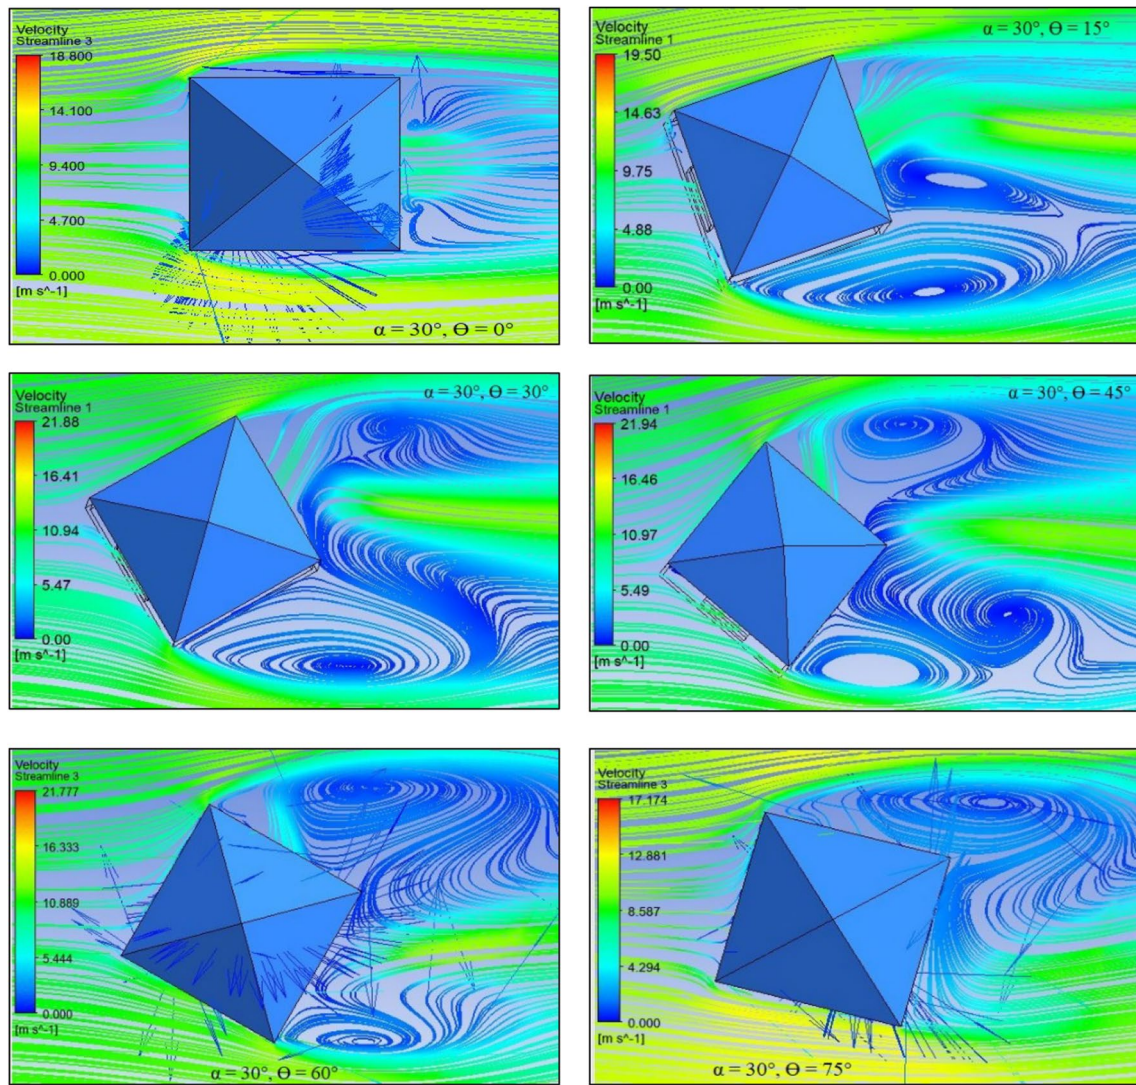 Velocity
Streamline 3
18.800
14.100
9.400
4.700
0.000
[m s^-1]
α = 30°, Ө = 0°
Velocity
Streamline 1
19.50
14.63
9.75
4.88
0.00
[m s^-1]
α = 30°, Ө = 15°
Velocity
Streamline 1
21.88
16.41
10.94
5.47
0.00
[m s^-1]
α = 30°, Ө = 30°
Velocity
Streamline 1
21.94
16.46
10.97
5.49
0.00
[m s^-1]
α = 30°, Ө = 45°
Velocity
Streamline 3
21.777
16.333
10.889
5.444
0.000
[m s^-1]
α = 30°, Ө = 60°
Velocity
Streamline 3
17.174
12.881
8.587
4.294
0.000
[m s^-1]
α = 30°, Ө = 75°